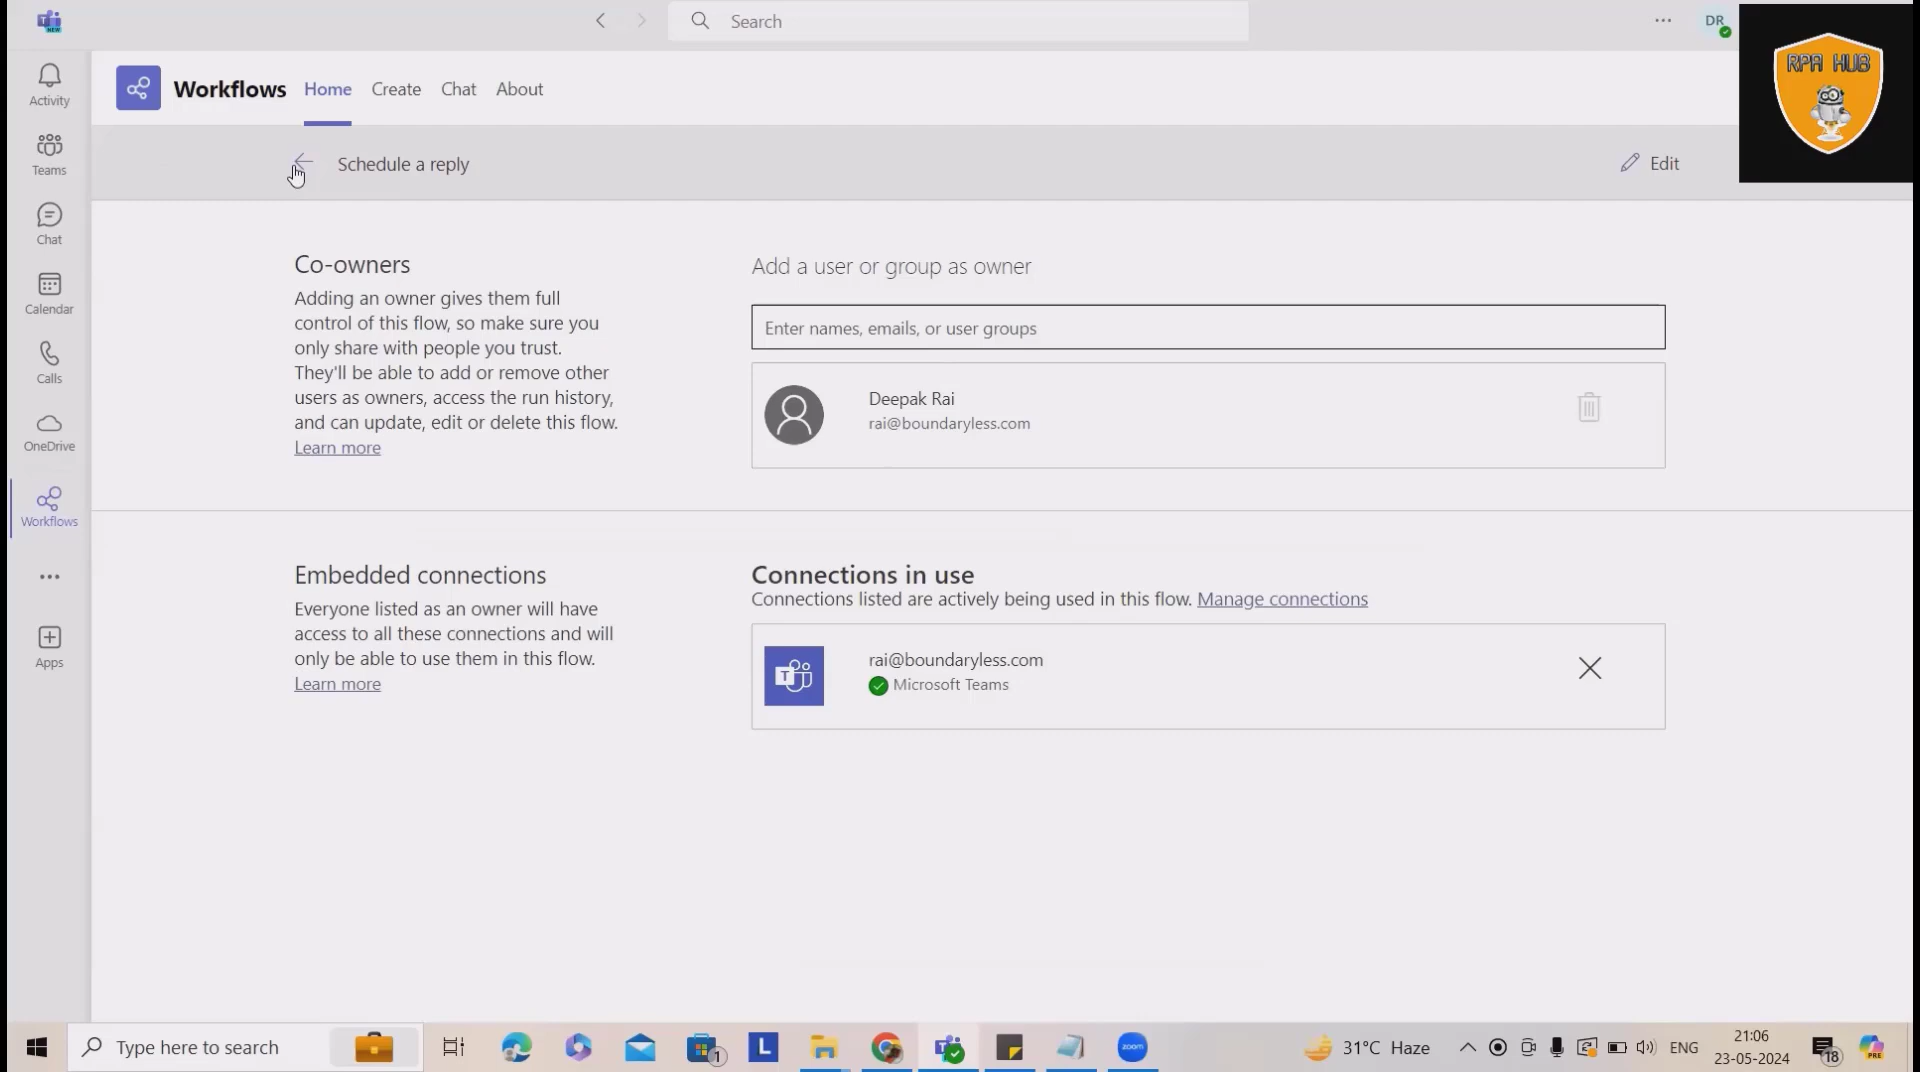 Search
DR
RPA HUB
Activity
Teams
Chat
Calendar
Calls
OneDrive
Workflows
Apps
Workflows
Home
Create
Chat
About
Schedule a reply
Edit
Co-owners
Adding an owner gives them full
control of this flow, so make sure you
only share with people you trust.
They'll be able to add or remove other
users as owners, access the run history,
and can update, edit or delete this flow.
Learn more
Add a user or group as owner
Enter names, emails, or user groups
Deepak Rai
rai@boundaryless.com
Embedded connections
Everyone listed as an owner will have
access to all these connections and will
only be able to use them in this flow.
Learn more
Connections in use
Connections listed are actively being used in this flow. Manage connections
rai@boundaryless.com
Microsoft Teams
Type here to search
1
L
zoom
31°C Haze
ENG
21:06
23-05-2024
18
PRE